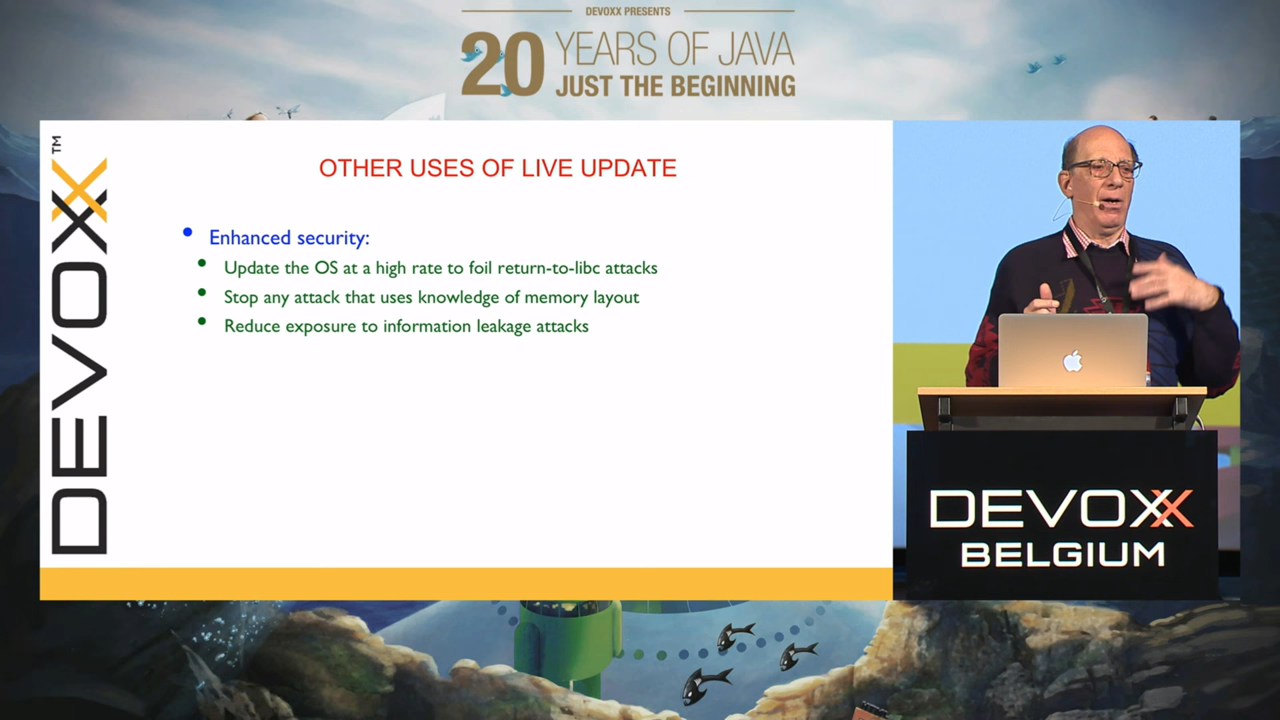 DEVOXX PRESENTS
20 YEARS OF JAVA
JUST THE BEGINNING
DEVOXX™
OTHER USES OF LIVE UPDATE
• Enhanced security:
• Update the OS at a high rate to foil return-to-libc attacks
• Stop any attack that uses knowledge of memory layout
• Reduce exposure to information leakage attacks
DEVOXX
BELGIUM